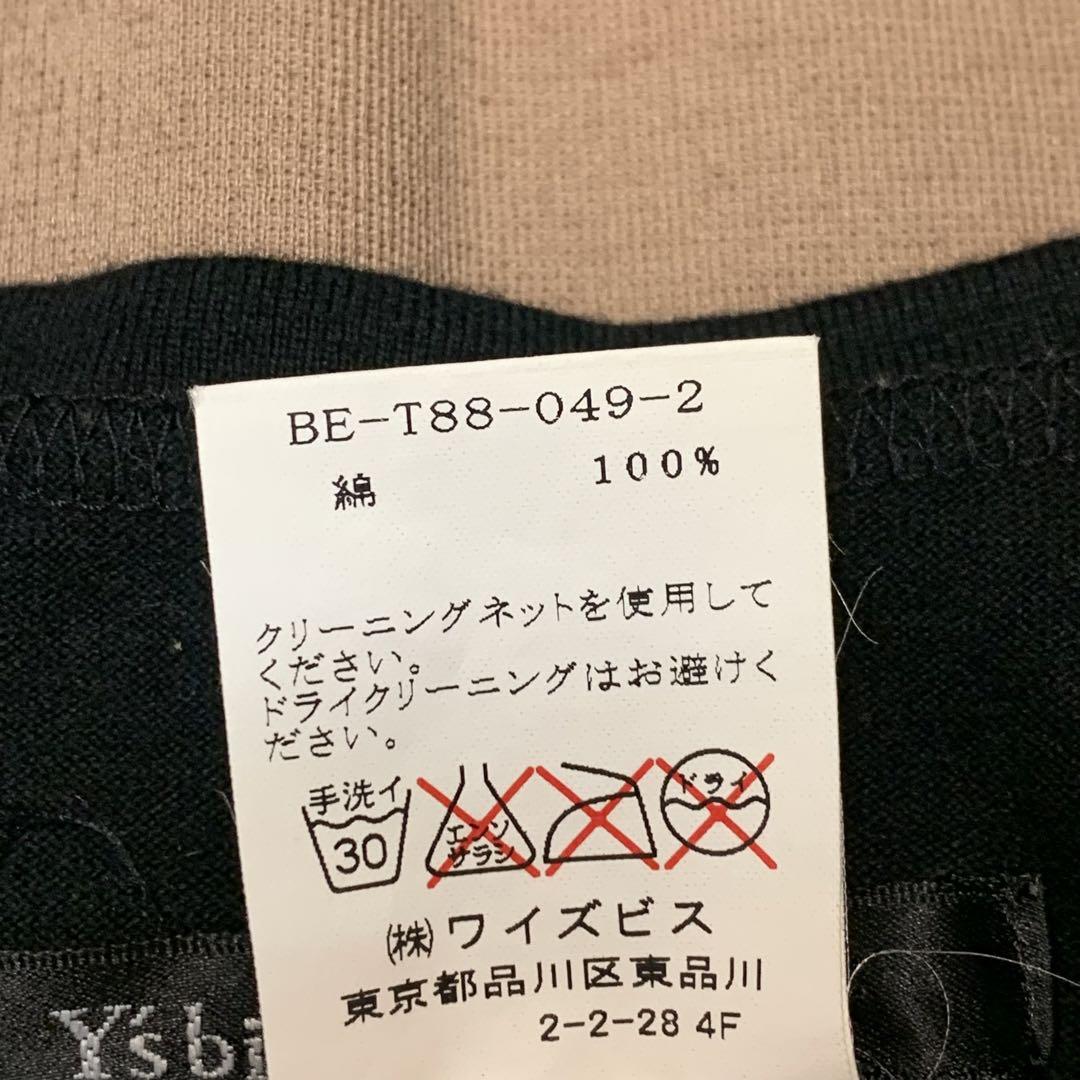 BE-T88-049-2
綿 100%
クリーニングネットを使用して
ください。
ドライクリーニングはお避けく
ださい。
手洗イ
30
エンソ
サラシ
ドライ
(株)ワイズビス
東京都品川区東品川
2-2-28 4F
Y's bi